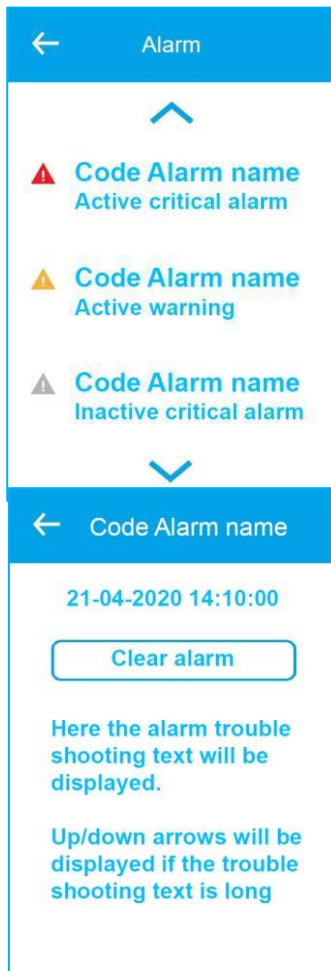 Alarm
Code Alarm name
Active critical alarm
Code Alarm name
Active warning
Code Alarm name
Inactive critical alarm
Code Alarm name
21-04-2020 14:10:00
Clear alarm
Here the alarm trouble
shooting text will be
displayed.
Up/down arrows will be
displayed if the trouble
shooting text is long